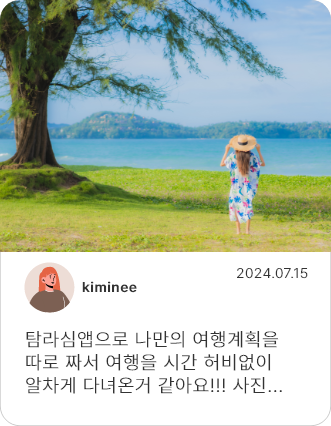 2024.07.15
kiminee
탐라심앱으로 나만의 여행계획을
따로 짜서 여행을 시간 허비없이
알차게 다녀온거 같아요!!! 사진...